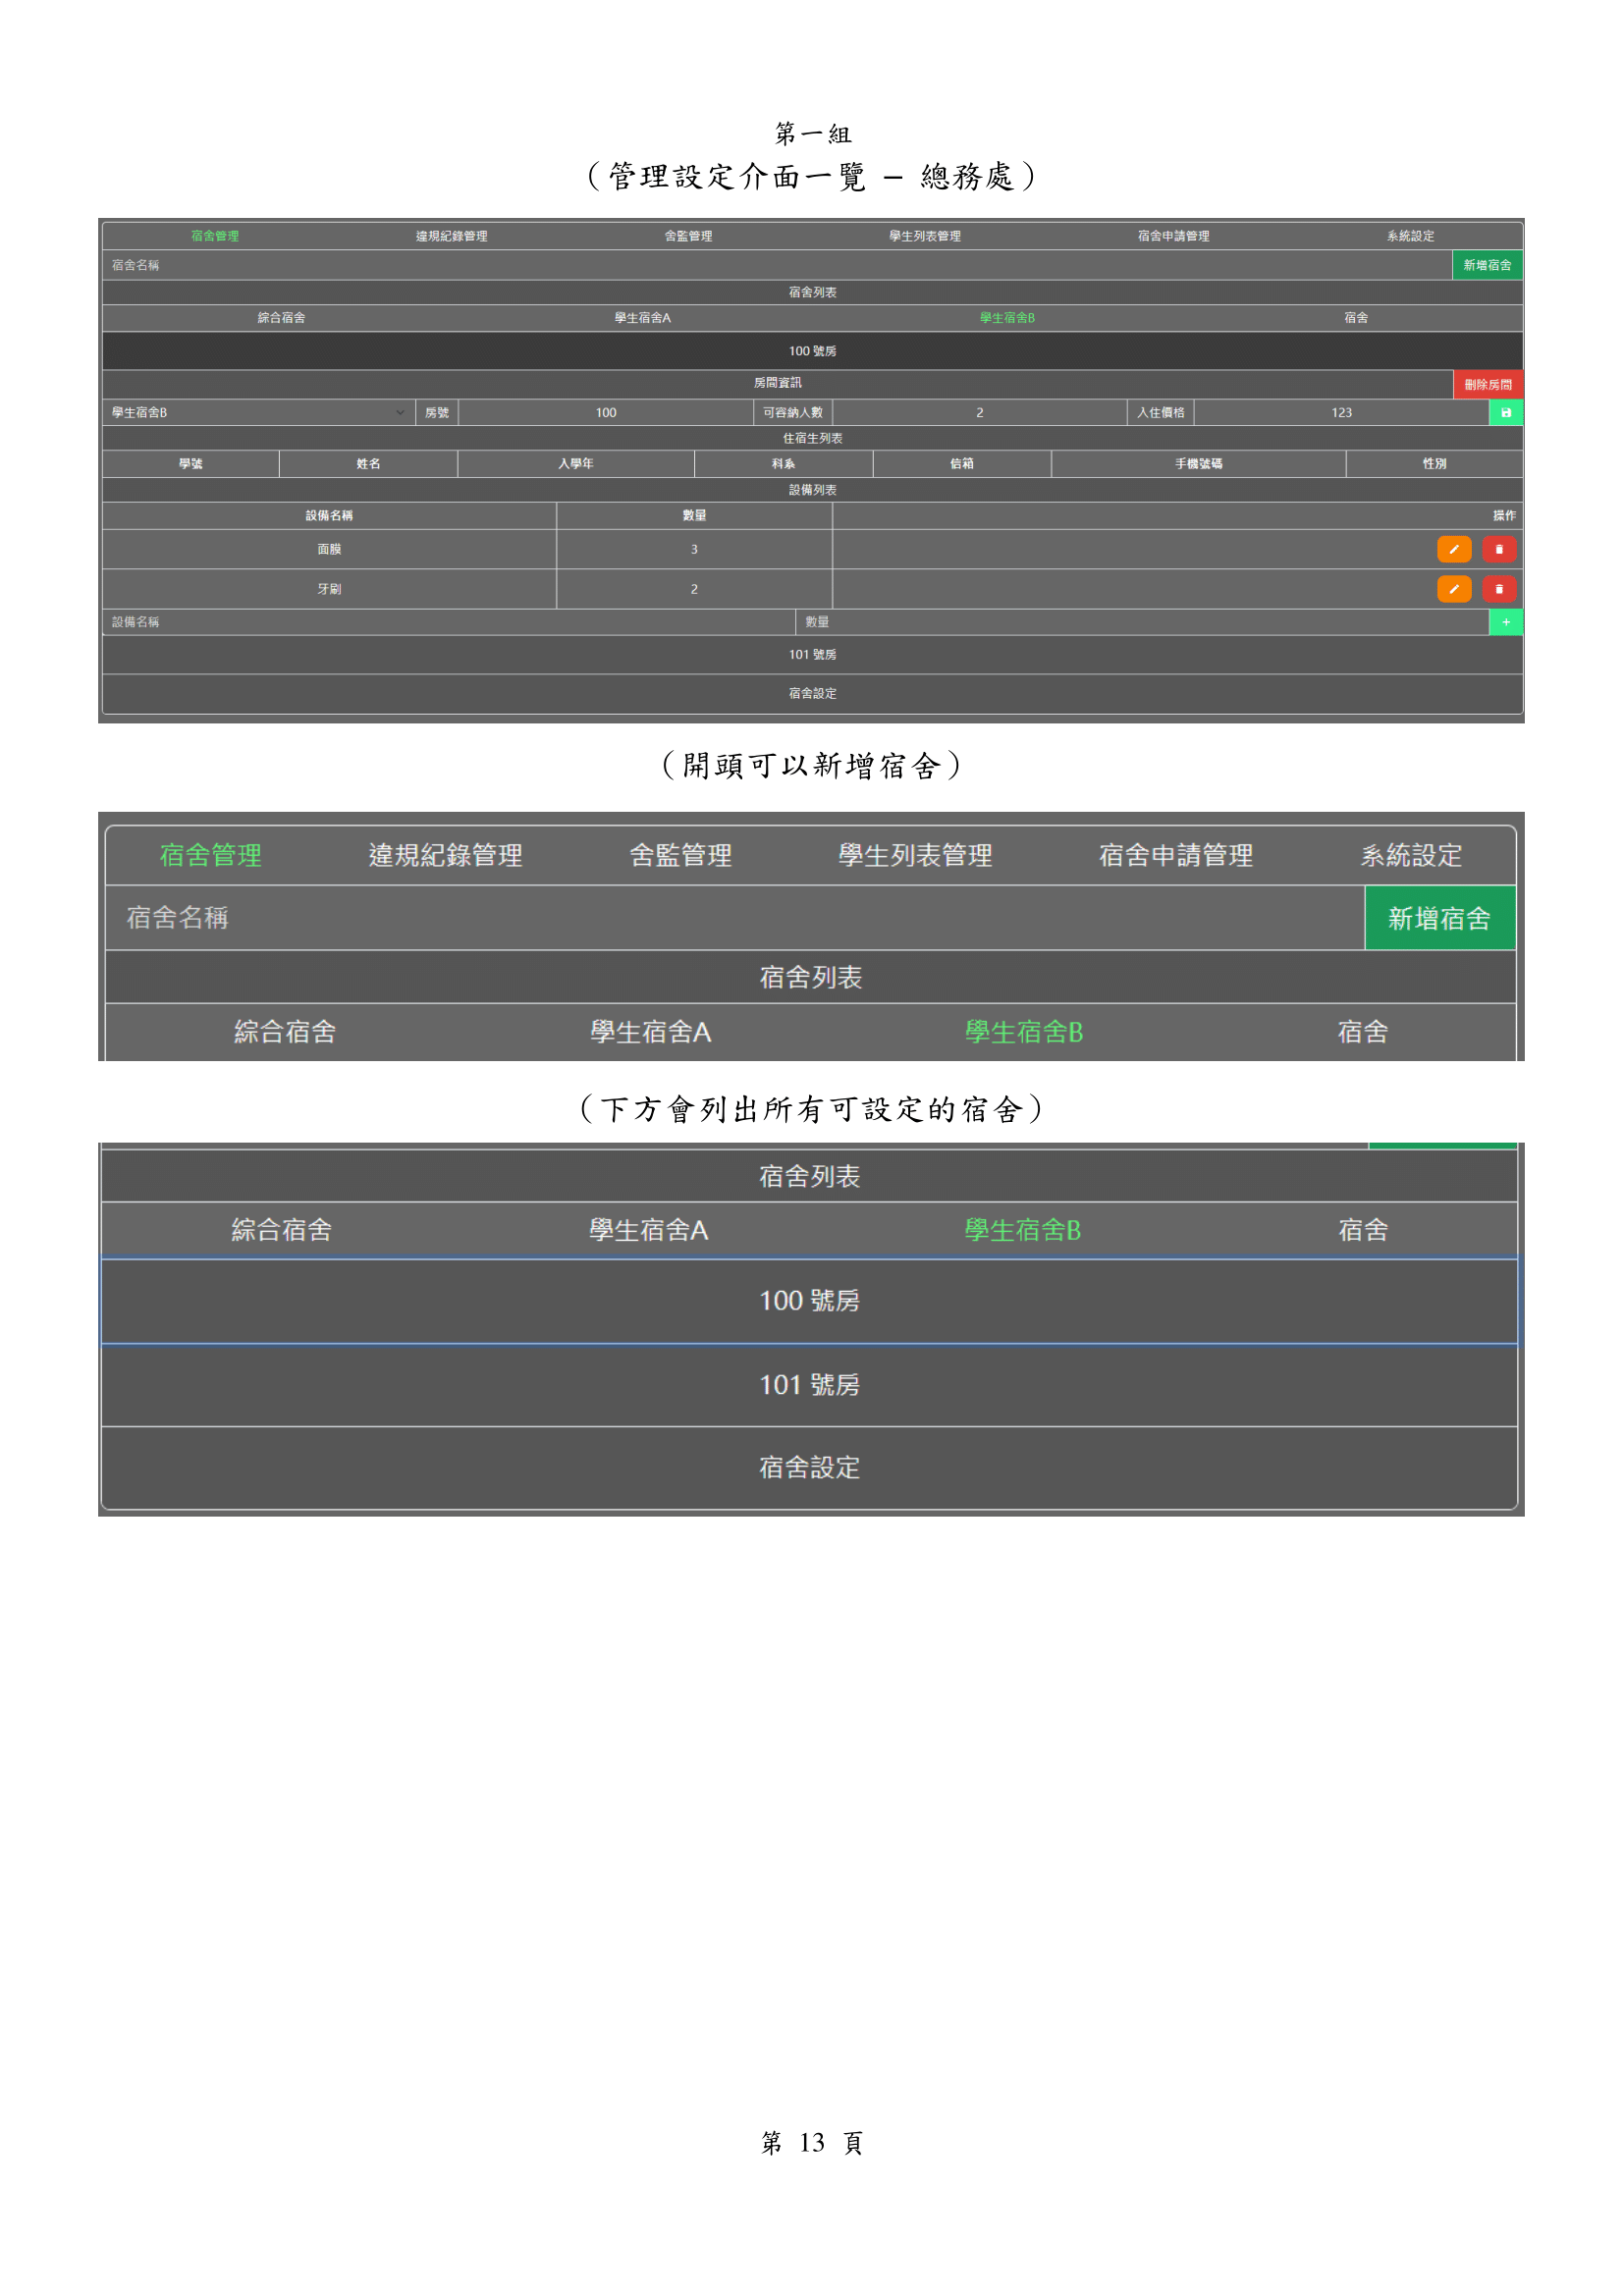 第一組
（管理設定介面一覽 – 總務處）
宿舍管理 違規紀錄管理 舍監管理 學生列表管理 宿舍申請管理 系統設定
宿舍名稱 新增宿舍
宿舍列表
綜合宿舍 學生宿舍A 學生宿舍B 宿舍
100 號房
房間資訊 刪除房間
學生宿舍B 房號 100 可容納人數 2 入住價格 123
住宿生列表
學號 姓名 入學年 科系 信箱 手機號碼 性別
設備列表
設備名稱 數量 操作
面膜 3
牙刷 2
設備名稱 數量 +
101 號房
宿舍設定
（開頭可以新增宿舍）
宿舍管理 違規紀錄管理 舍監管理 學生列表管理 宿舍申請管理 系統設定
宿舍名稱 新增宿舍
宿舍列表
綜合宿舍 學生宿舍A 學生宿舍B 宿舍
（下方會列出所有可設定的宿舍）
宿舍列表
綜合宿舍 學生宿舍A 學生宿舍B 宿舍
100 號房
101 號房
宿舍設定
第 13 頁